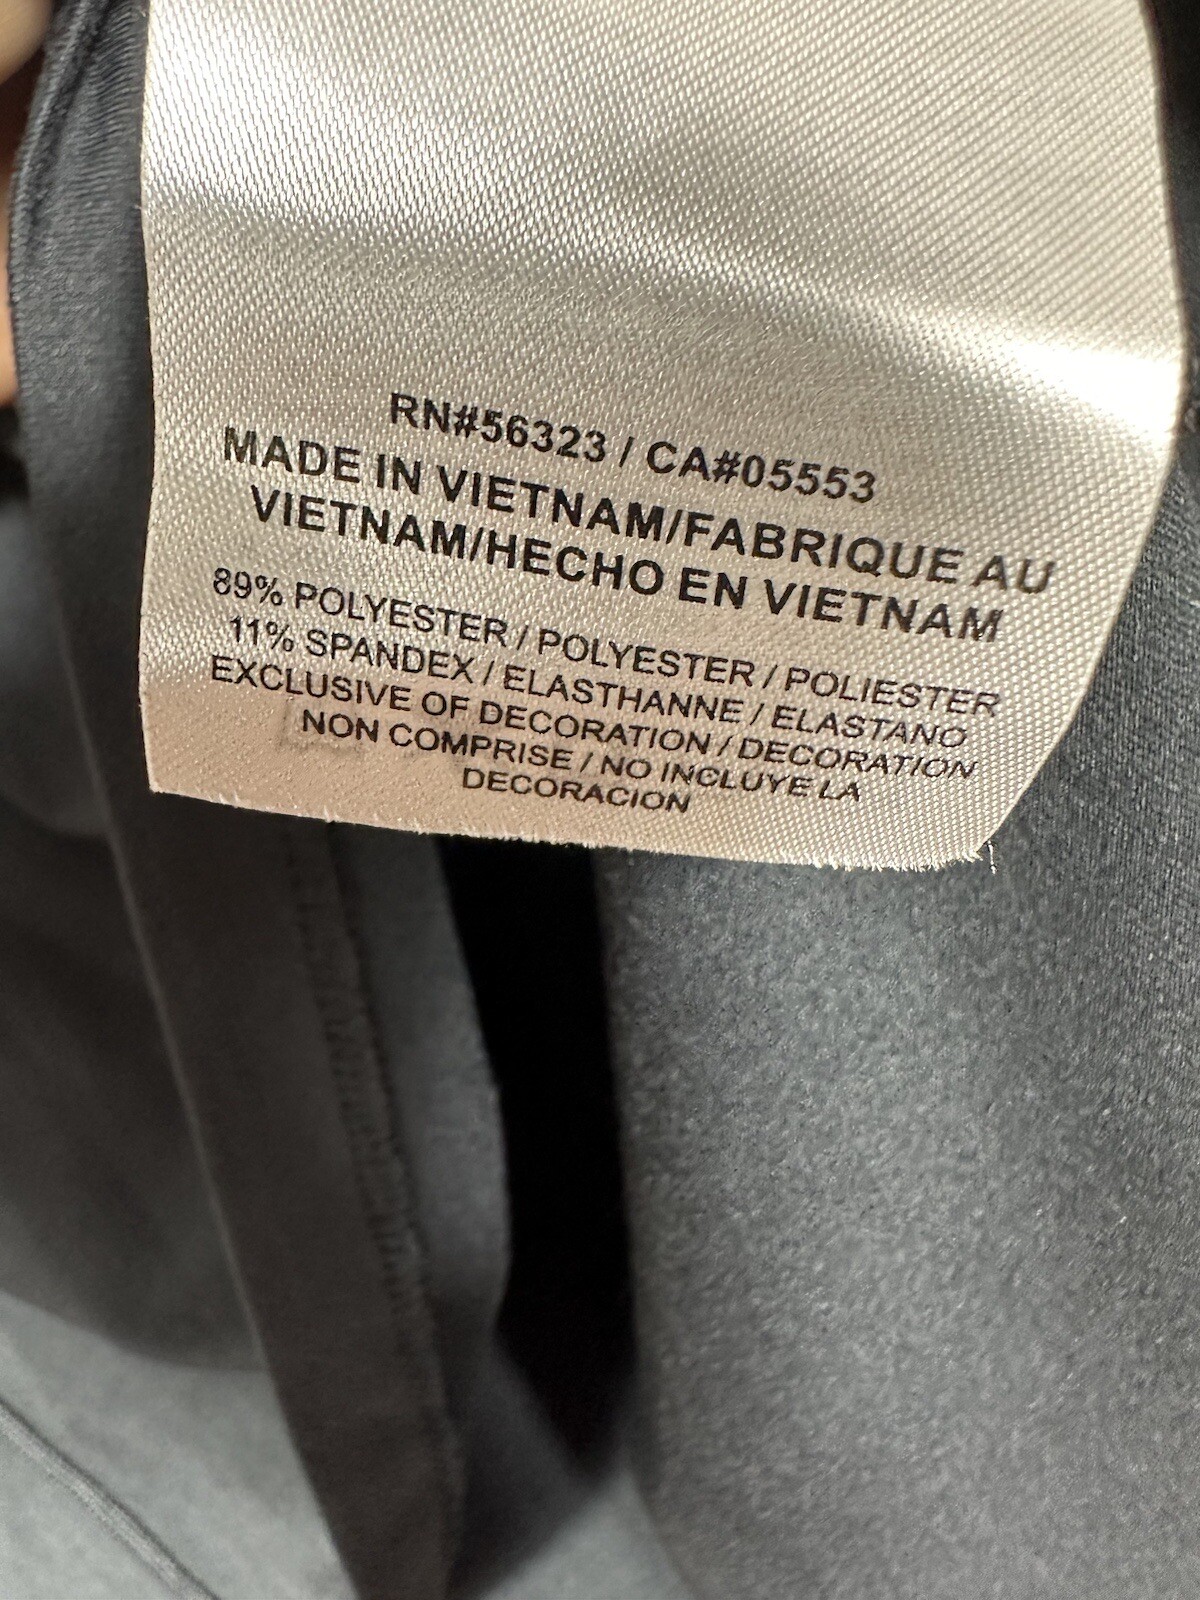 RN#56323 / CA#05553
MADE IN VIETNAM/FABRIQUE AU
VIETNAM/HECHO EN VIETNAM
89% POLYESTER / POLYESTER / POLIESTER
11% SPANDEX / ELASTHANNE / ELASTANO
EXCLUSIVE OF DECORATION / DECORATION
NON COMPRISE / NO INCLUYE LA
DECORACION